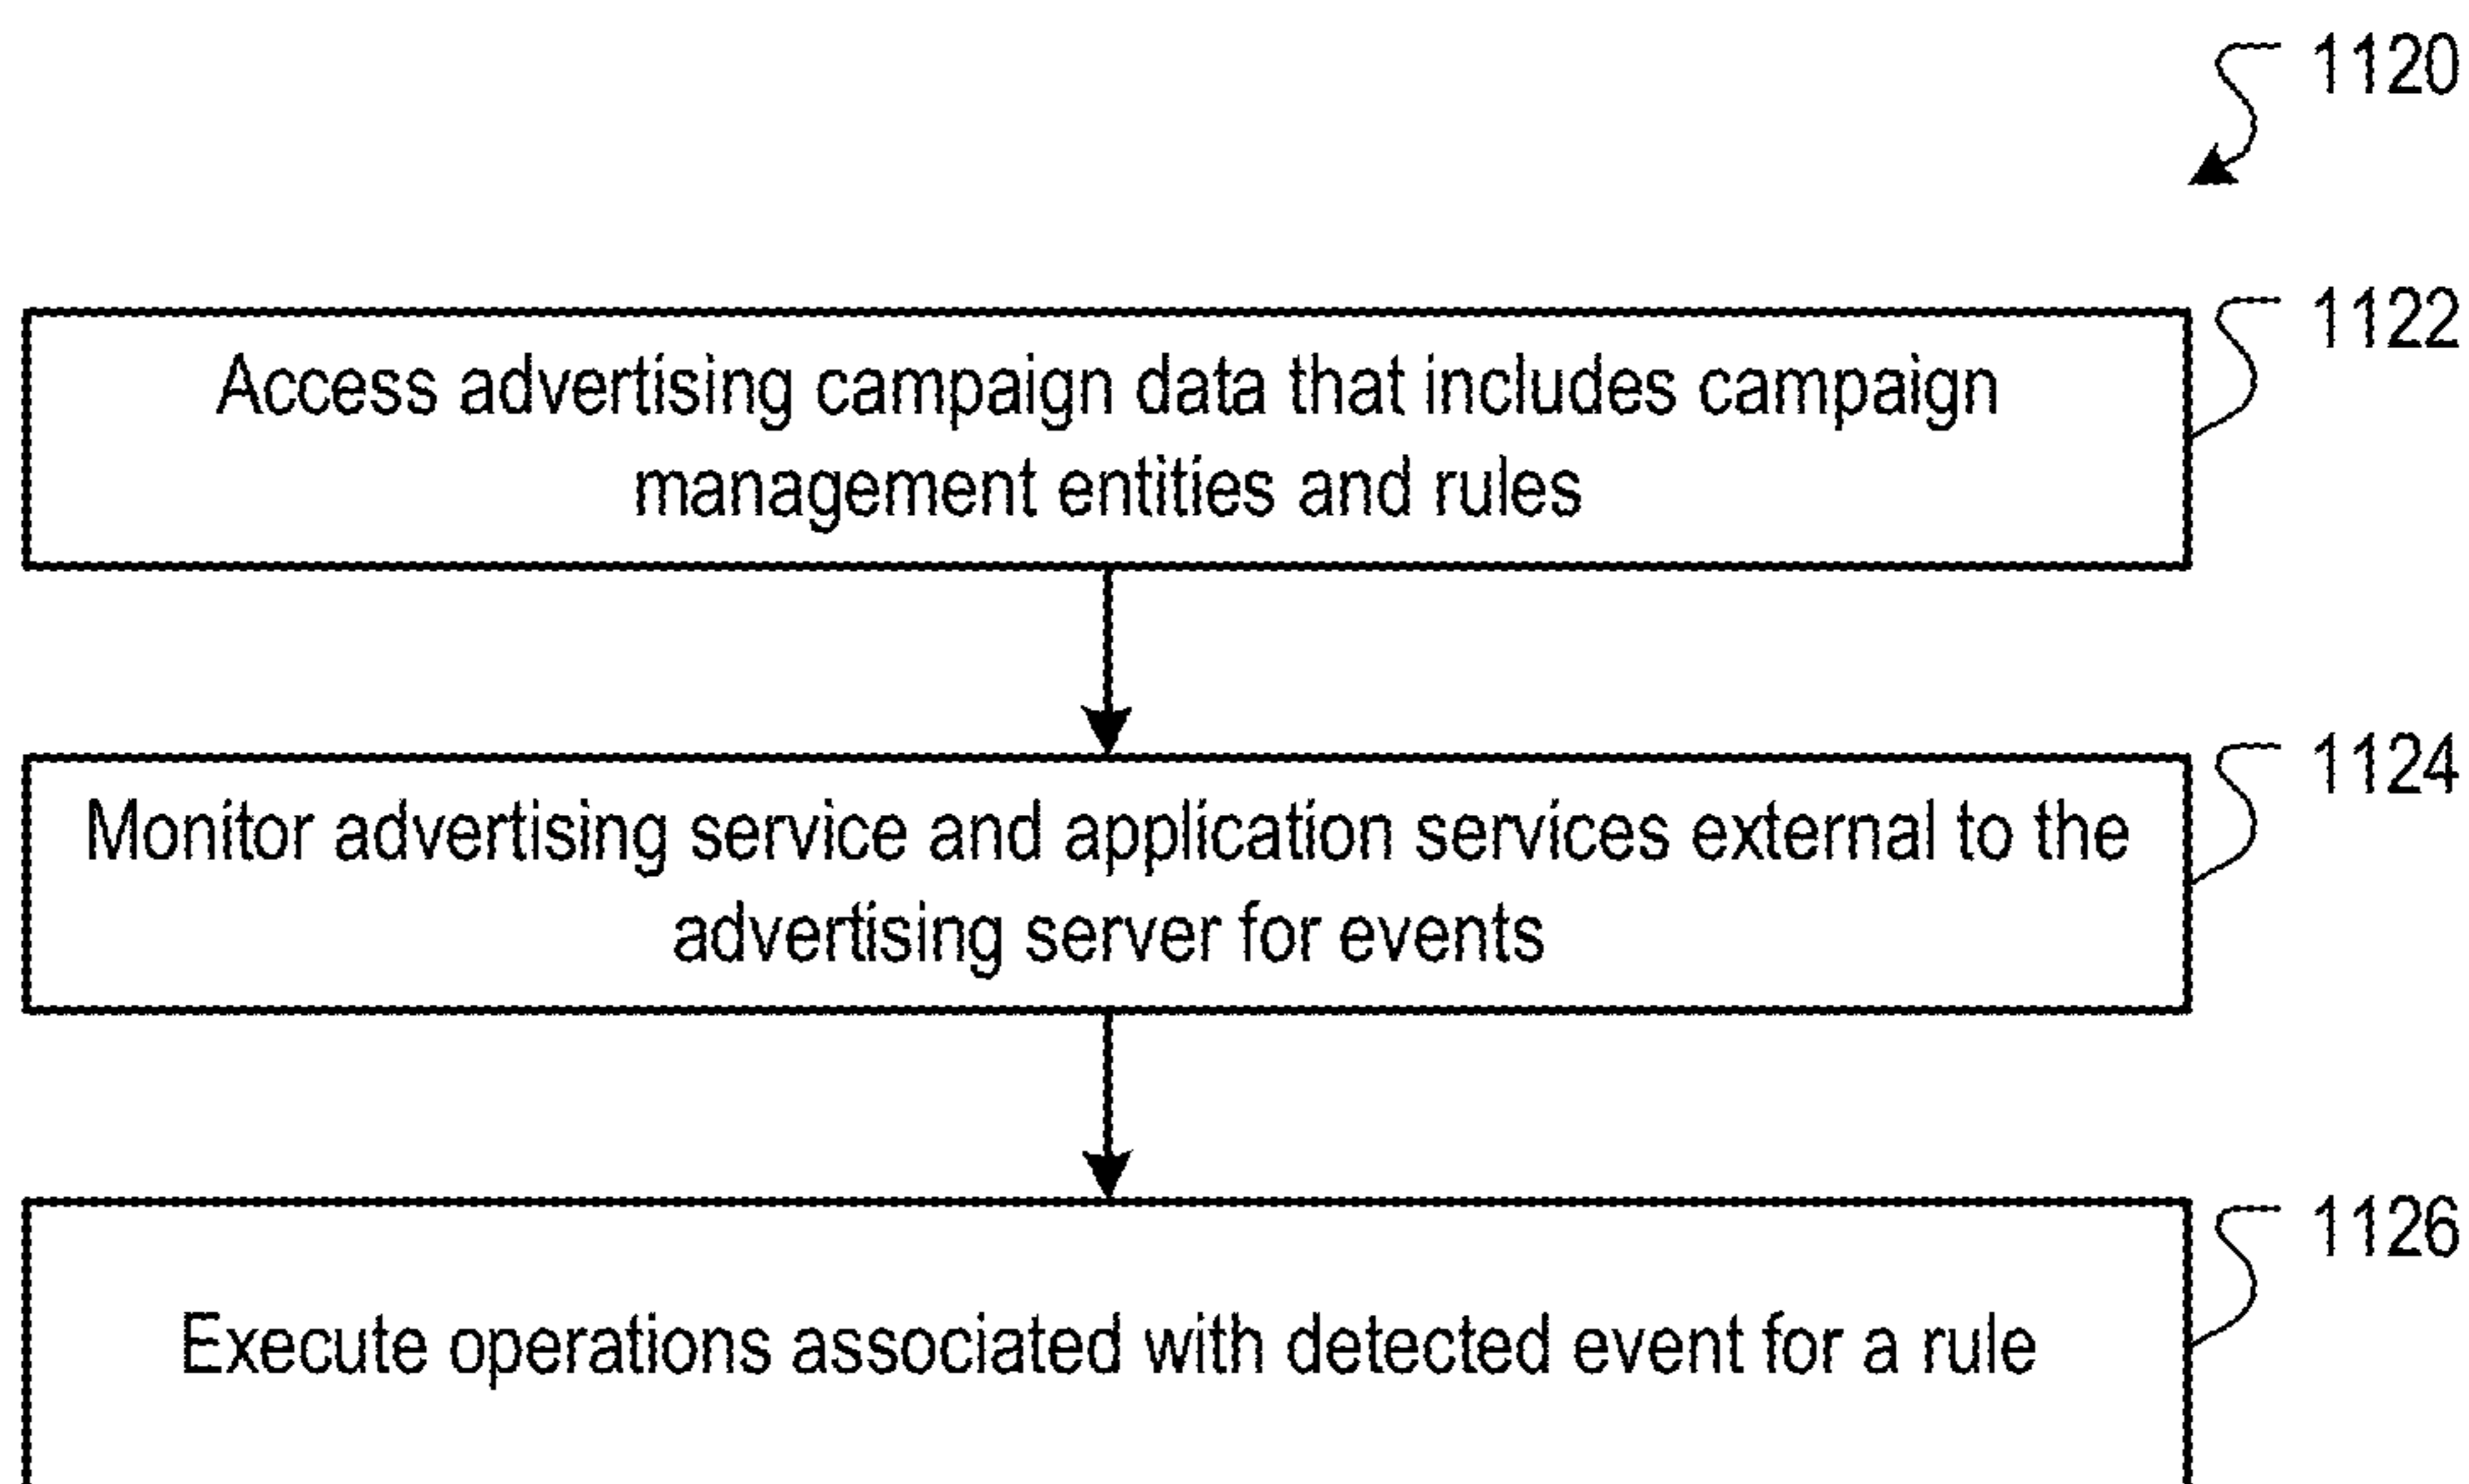 1120
1122
Access advertising campaign data that includes campaign
management entities and rules
1124
Monitor advertising service and application services external to the
advertising server for events
1126
Execute operations associated with detected event for a rule